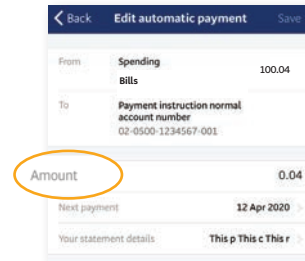 Back Edit automatic payment Save
From Spending 100.04
Bills
To Payment instruction normal
account number
02-0500-1234567-001
Amount 0.04
Next payment 12 Apr 2020
Your statement details This p This c This r